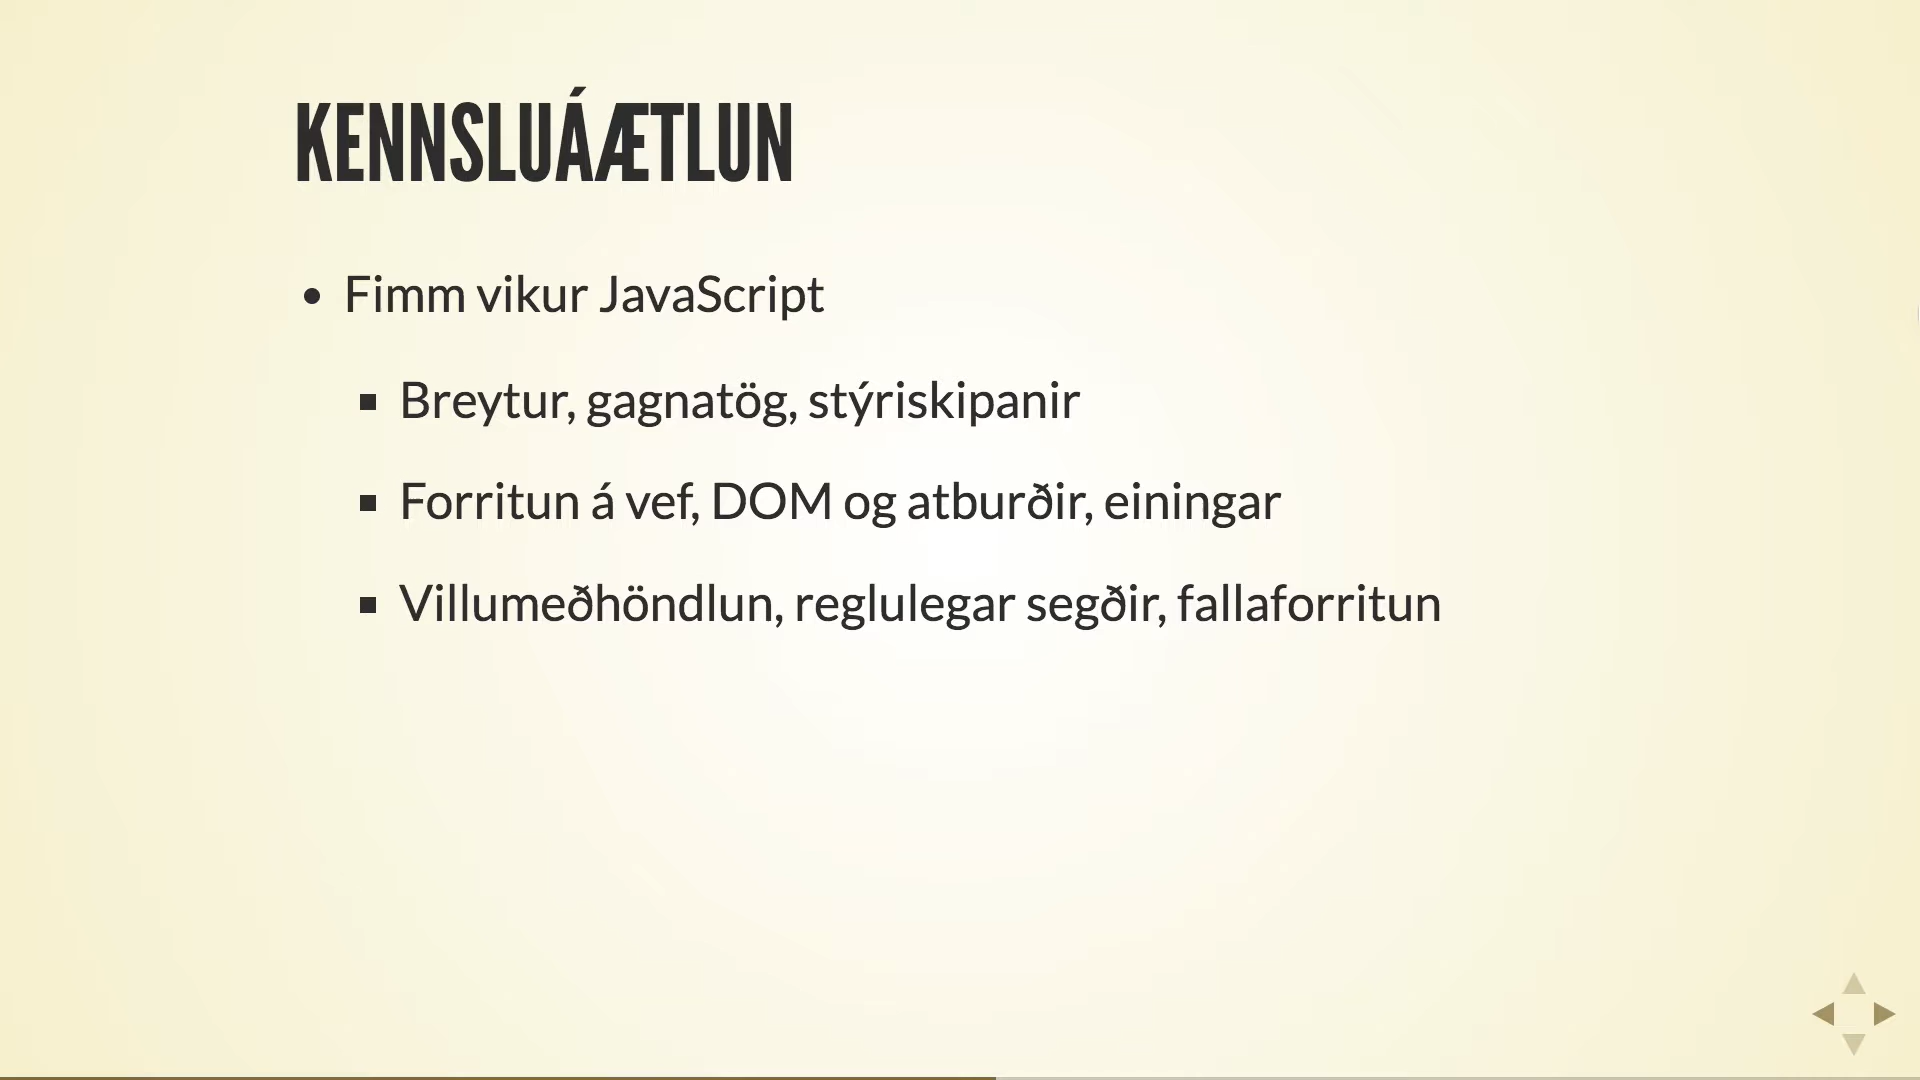 KENNSLUÁÆTLUN
Fimm vikur JavaScript
Breytur, gagnatög, stýriskipanir
Forritun á vef, DOM og atburðir, einingar
Villumeðhöndlun, reglulegar segðir, fallaforritun